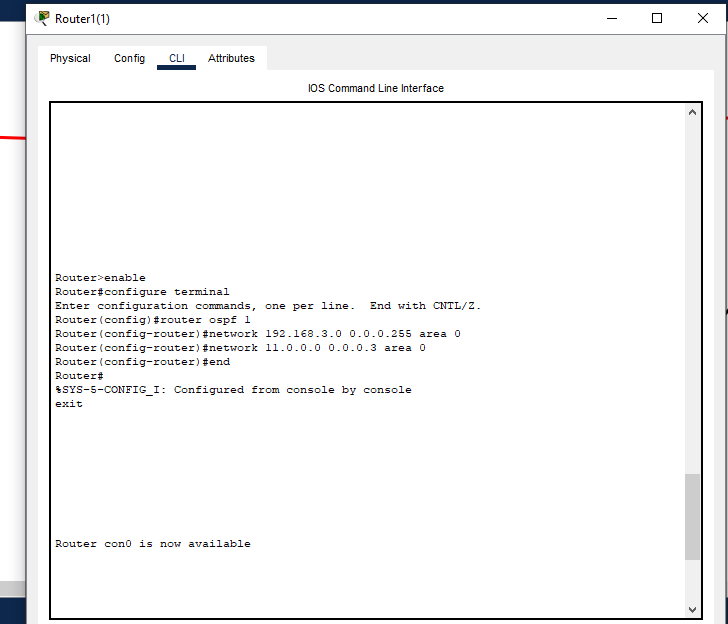 Router1(1)
Physical Config CLI Attributes
IOS Command Line Interface
Router>enable
Router#configure terminal
Enter configuration commands, one per line.  End with CNTL/Z.
Router(config)#router ospf 1
Router(config-router)#network 192.168.3.0 0.0.0.255 area 0
Router(config-router)#network 11.0.0.0 0.0.0.3 area 0
Router(config-router)#end
Router#
%SYS-5-CONFIG_I: Configured from console by console
exit
Router con0 is now available